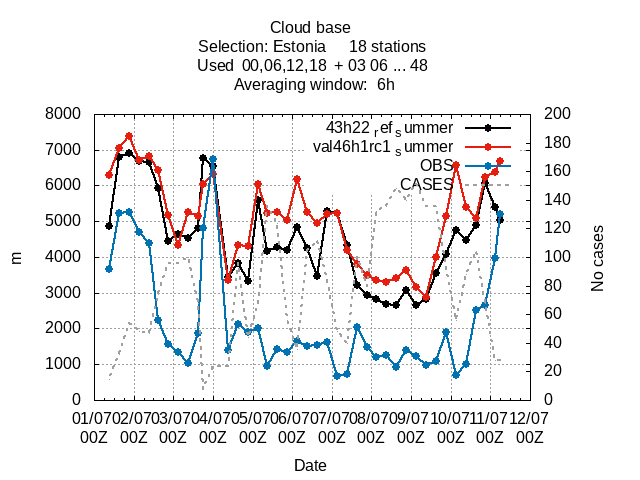 Cloud base
Selection: Estonia 18 stations
Used 00,06,12,18 + 03 06 ... 48
Averaging window: 6h
8000 200
7000 180
6000 160
5000 140
4000 120
3000 100
2000 80
1000 60
0 40
20
0
43h22ref summer
val46h1rc1 summer
OBS
CASES
m
No cases
01/07 02/07 03/07 04/07 05/07 06/07 07/07 08/07 09/07 10/07 11/07 12/07
00Z 00Z 00Z 00Z 00Z 00Z 00Z 00Z 00Z 00Z 00Z 00Z
Date